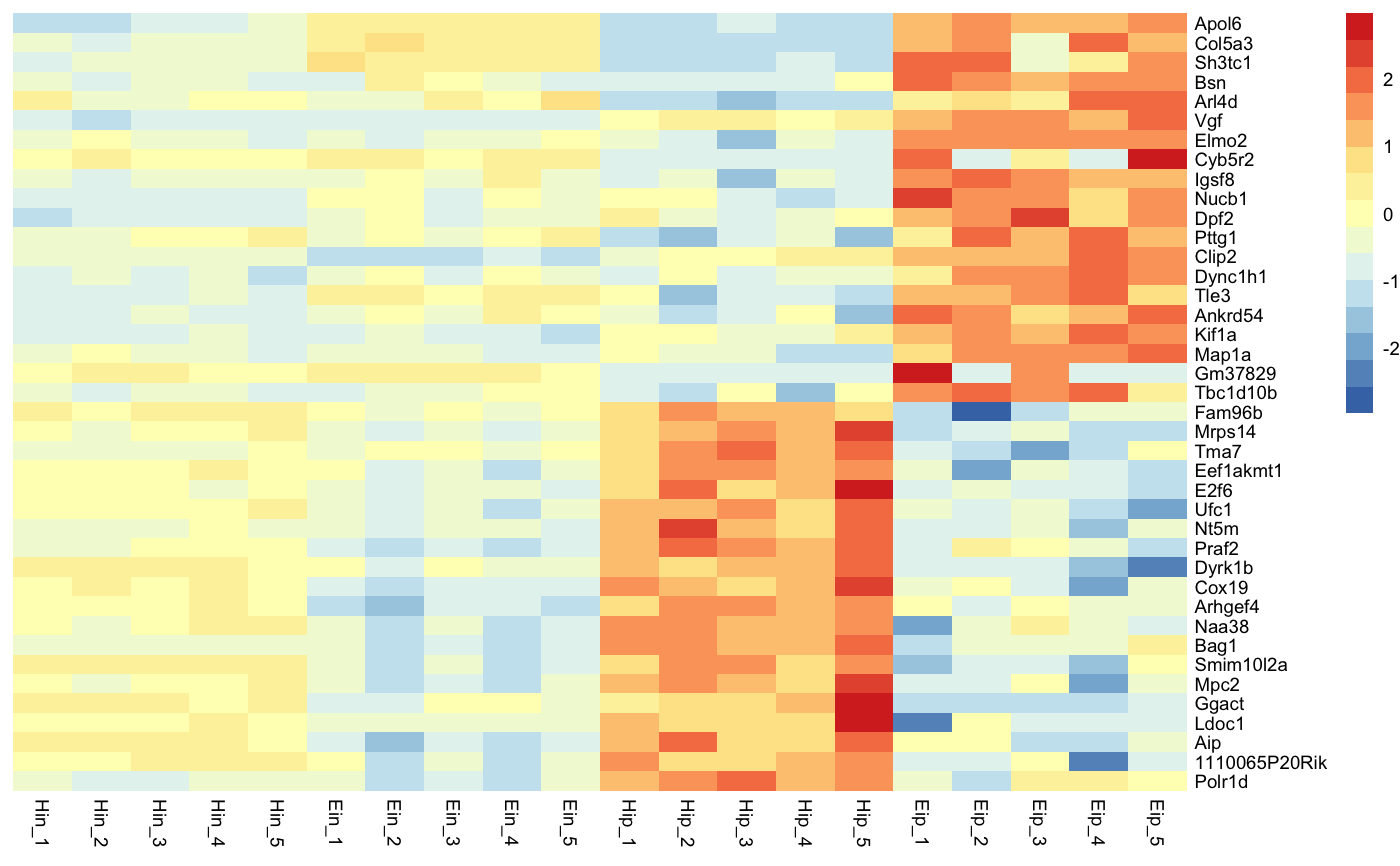 Apol6
Col5a3
Sh3tc1
Bsn
Arl4d
Vgf
Elmo2
Cyb5r2
Igsf8
Nucb1
Dpf2
Pttg1
Clip2
Dync1h1
Tle3
Ankrd54
Kif1a
Map1a
Gm37829
Tbc1d10b
Fam96b
Mrps14
Tma7
Eef1akmt1
E2f6
Ufc1
Nt5m
Praf2
Dyrk1b
Cox19
Arhgef4
Naa38
Bag1
Smim10l2a
Mpc2
Ggact
Ldoc1
Aip
1110065P20Rik
Polr1d
2
1
0
-1
-2
Hin_1
Hin_2
Hin_3
Hin_4
Hin_5
Ein_1
Ein_2
Ein_3
Ein_4
Ein_5
Hip_1
Hip_2
Hip_3
Hip_4
Hip_5
Eip_1
Eip_2
Eip_3
Eip_4
Eip_5